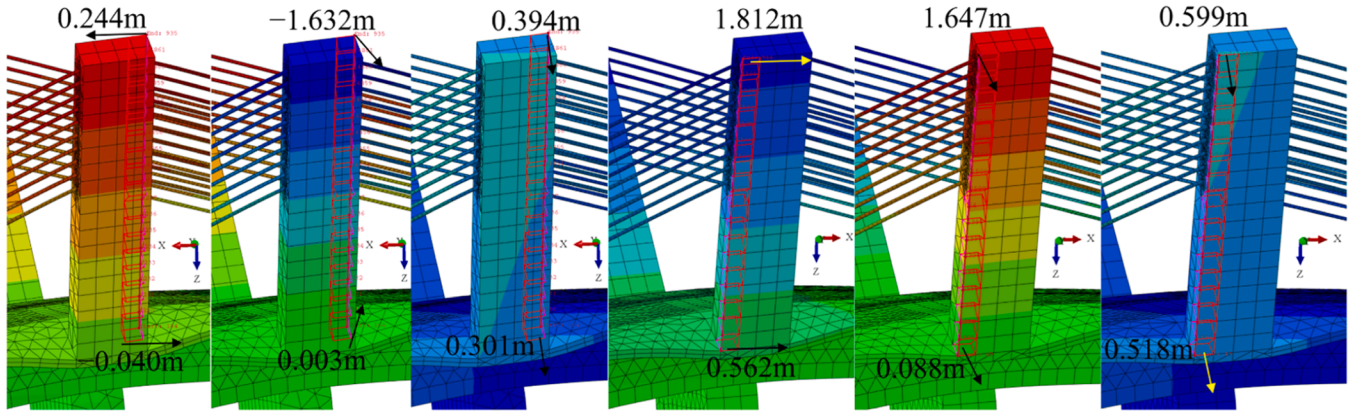 0.244m
−1.632m
0.394m
1.812m
1.647m
0.599m
X
Z
X
Z
X
Z
X
Z
X
Z
X
Z
−0.040m
0.003m
0.301m
0.562m
0.088m
0.518m